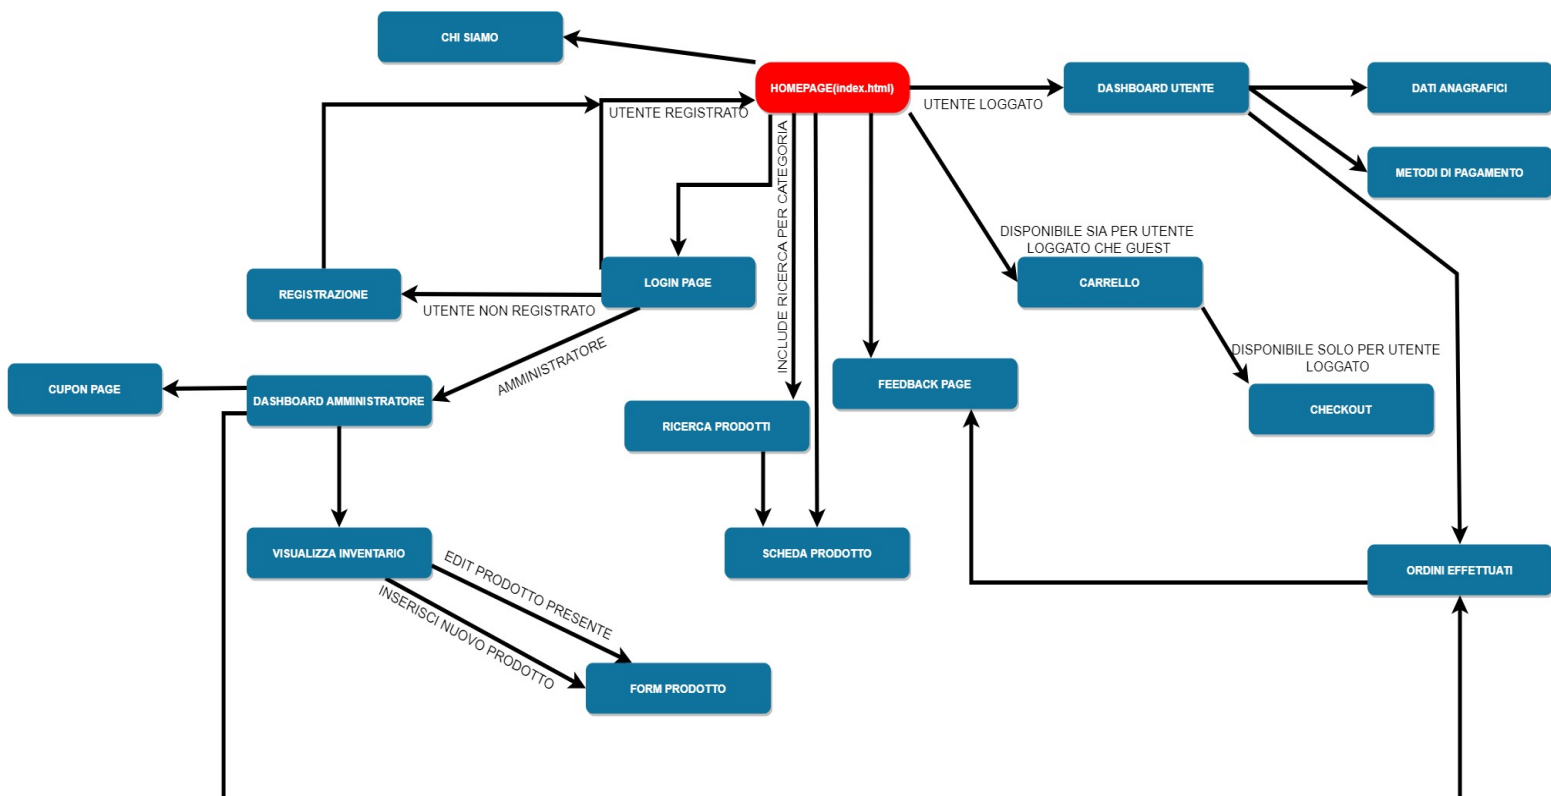 CHI SIAMO
HOMEPAGE(index.html)
DASHBOARD UTENTE
DATI ANAGRAFICI
UTENTE REGISTRATO
UTENTE LOGGATO
METODI DI PAGAMENTO
INCLUDE RICERCA PER CATEGORIA
DISPONIBILE SIA PER UTENTE
LOGGATO CHE GUEST
REGISTRAZIONE
LOGIN PAGE
CARRELLO
UTENTE NON REGISTRATO
AMMINISTRATORE
DISPONIBILE SOLO PER UTENTE
LOGGATO
CUPON PAGE
DASHBOARD AMMINISTRATORE
FEEDBACK PAGE
CHECKOUT
RICERCA PRODOTTI
VISUALIZZA INVENTARIO
SCHEDA PRODOTTO
ORDINI EFFETTUATI
EDIT PRODOTTO PRESENTE
INSERISCI NUOVO PRODOTTO
FORM PRODOTTO